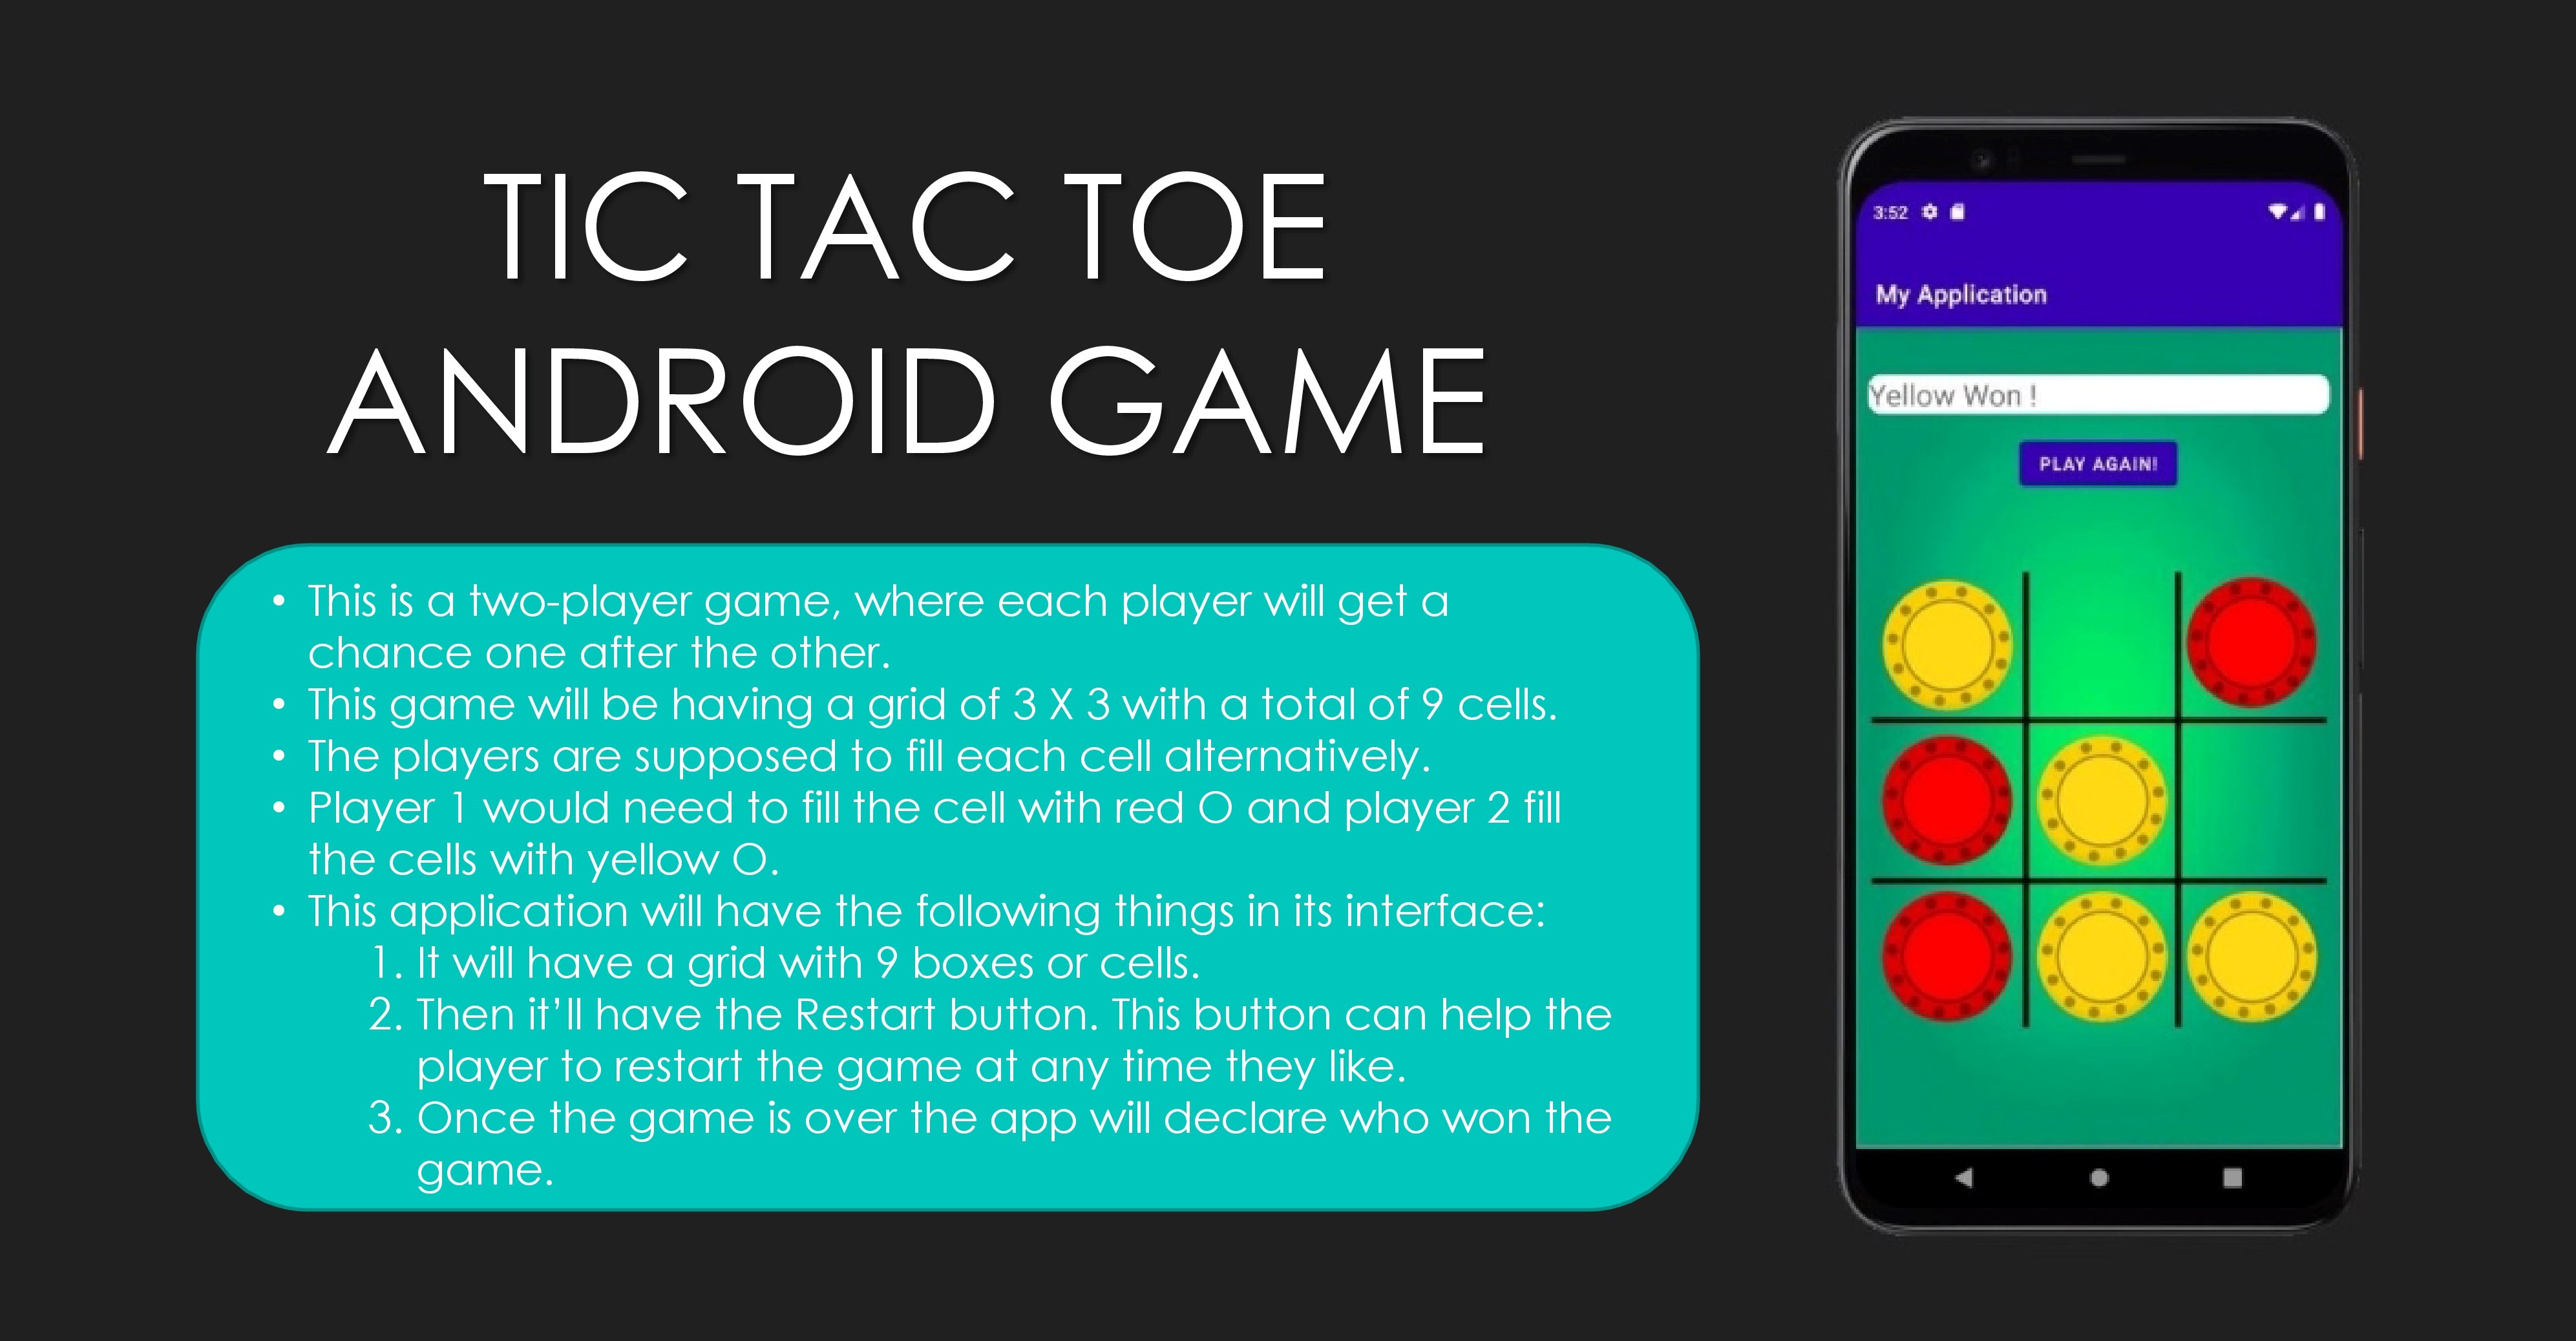 TIC TAC TOE
ANDROID GAME
• This is a two-player game, where each player will get a
chance one after the other.
• This game will be having a grid of 3 X 3 with a total of 9 cells.
• The players are supposed to fill each cell alternatively.
• Player 1 would need to fill the cell with red O and player 2 fill
the cells with yellow O.
• This application will have the following things in its interface:
1. It will have a grid with 9 boxes or cells.
2. Then it’ll have the Restart button. This button can help the
player to restart the game at any time they like.
3. Once the game is over the app will declare who won the
game.
3:52
My Application
Yellow Won !
PLAY AGAIN!